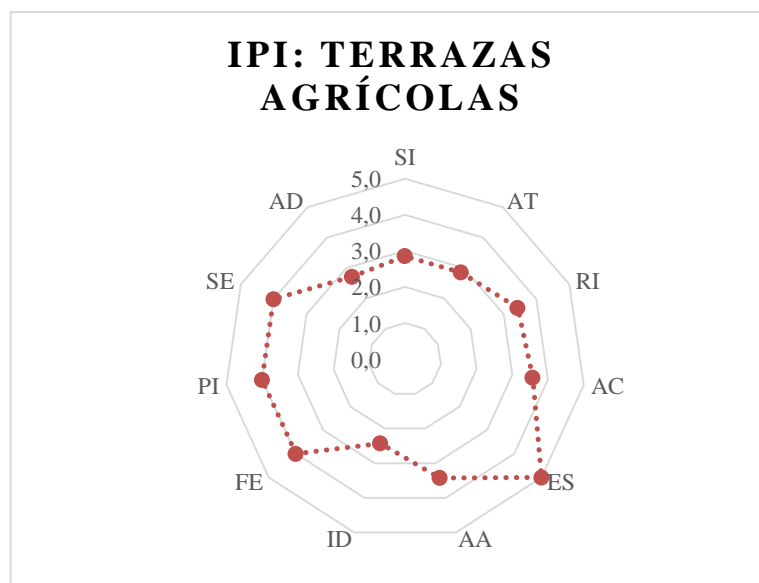 IPI: TERRAZAS
AGRÍCOLAS
SI
5,0
AD
AT
4,0
3,0
SE
RI
2,0
1,0
0,0
PI
AC
FE
ES
ID
AA